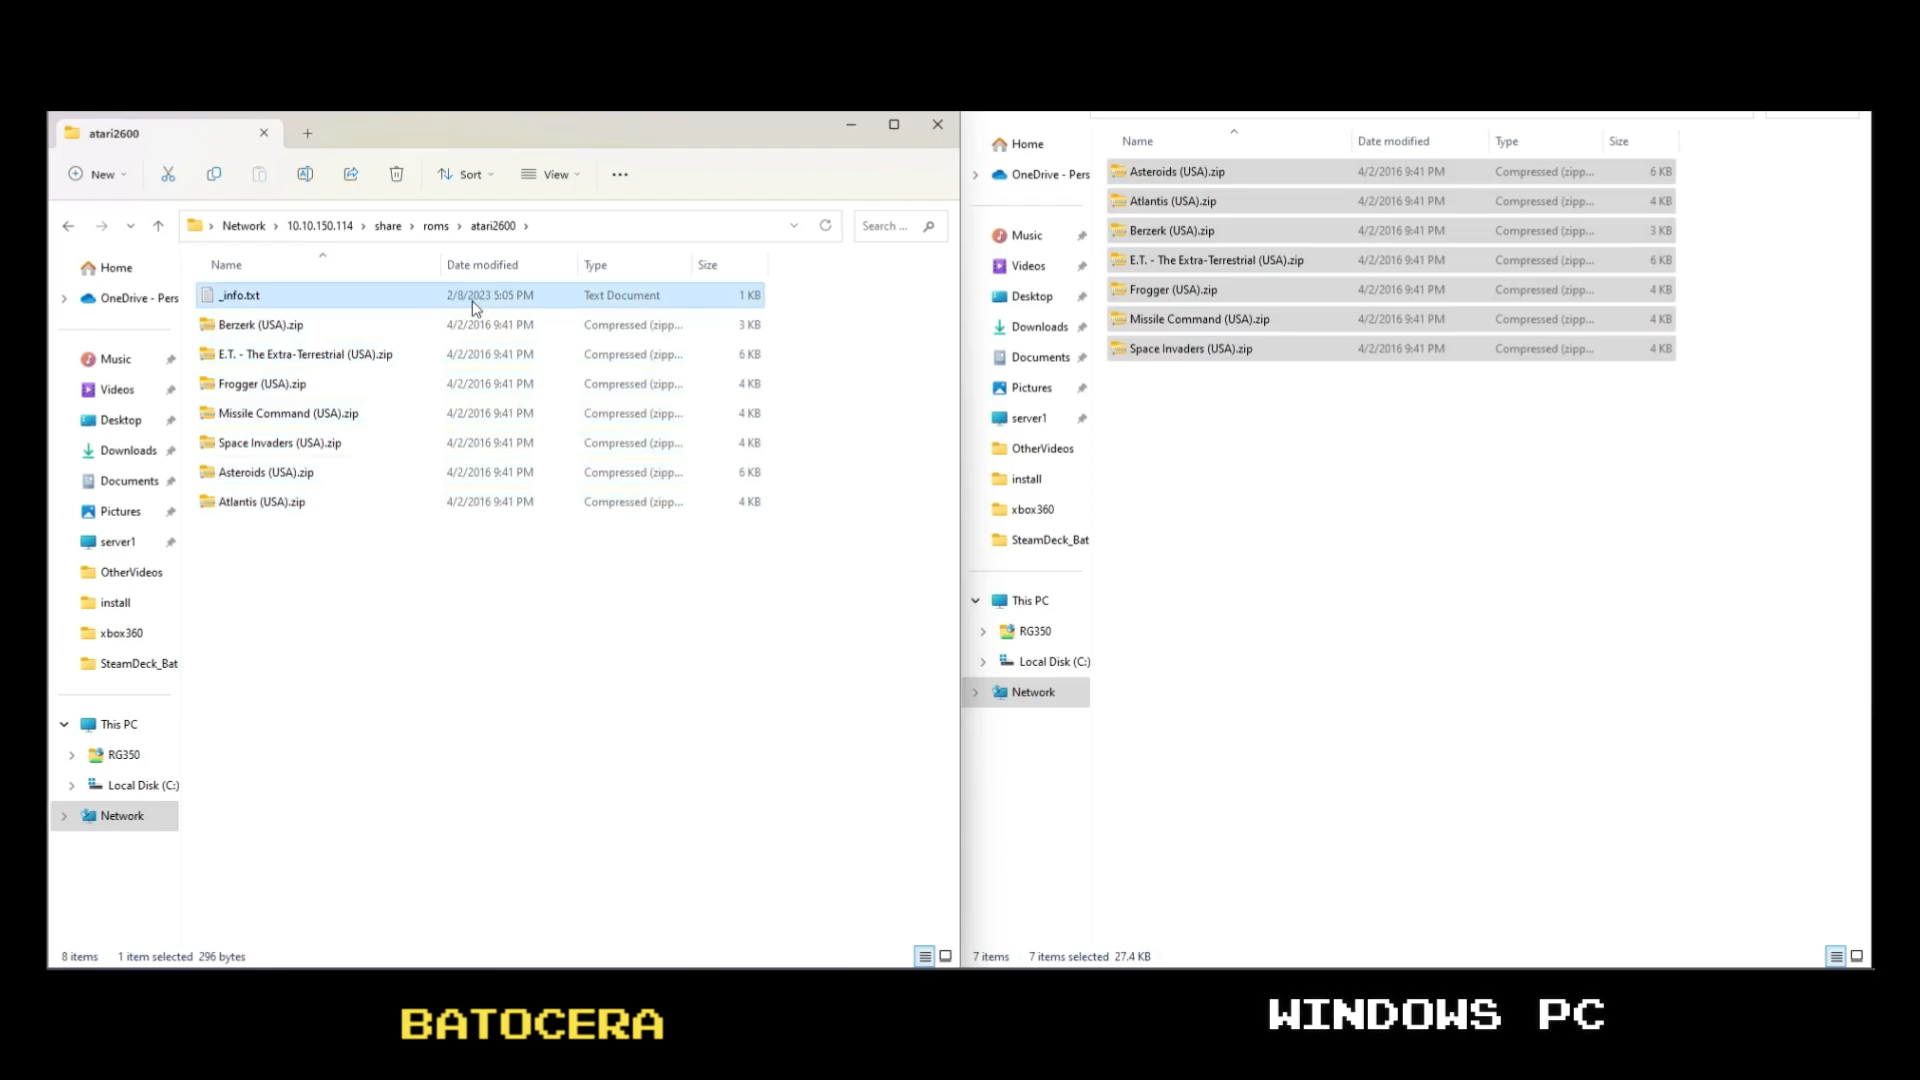 atari2600
New
Sort
View
Network > 10.10.150.114 > share > roms > atari2600 >
Search ...
Home
OneDrive - Pers
Music
Videos
Desktop
Downloads
Documents
Pictures
server1
OtherVideos
install
xbox360
SteamDeck_Bat
This PC
RG350
Local Disk (C:)
Network
Name Date modified Type Size
_info.txt 2/8/2023 5:05 PM Text Document 1 KB
Berzerk (USA).zip 4/2/2016 9:41 PM Compressed (zipp... 3 KB
E.T. - The Extra-Terrestrial (USA).zip 4/2/2016 9:41 PM Compressed (zipp... 6 KB
Frogger (USA).zip 4/2/2016 9:41 PM Compressed (zipp... 4 KB
Missile Command (USA).zip 4/2/2016 9:41 PM Compressed (zipp... 4 KB
Space Invaders (USA).zip 4/2/2016 9:41 PM Compressed (zipp... 4 KB
Asteroids (USA).zip 4/2/2016 9:41 PM Compressed (zipp... 6 KB
Atlantis (USA).zip 4/2/2016 9:41 PM Compressed (zipp... 4 KB
8 items 1 item selected 296 bytes
Home
OneDrive - Pers
Music
Videos
Desktop
Downloads
Documents
Pictures
server1
OtherVideos
install
xbox360
SteamDeck_Bat
This PC
RG350
Local Disk (C:)
Network
Name Date modified Type Size
Asteroids (USA).zip 4/2/2016 9:41 PM Compressed (zipp... 6 KB
Atlantis (USA).zip 4/2/2016 9:41 PM Compressed (zipp... 4 KB
Berzerk (USA).zip 4/2/2016 9:41 PM Compressed (zipp... 3 KB
E.T. - The Extra-Terrestrial (USA).zip 4/2/2016 9:41 PM Compressed (zipp... 6 KB
Frogger (USA).zip 4/2/2016 9:41 PM Compressed (zipp... 4 KB
Missile Command (USA).zip 4/2/2016 9:41 PM Compressed (zipp... 4 KB
Space Invaders (USA).zip 4/2/2016 9:41 PM Compressed (zipp... 4 KB
7 items 7 items selected 27.4 KB
BATOCERA
WINDOWS PC